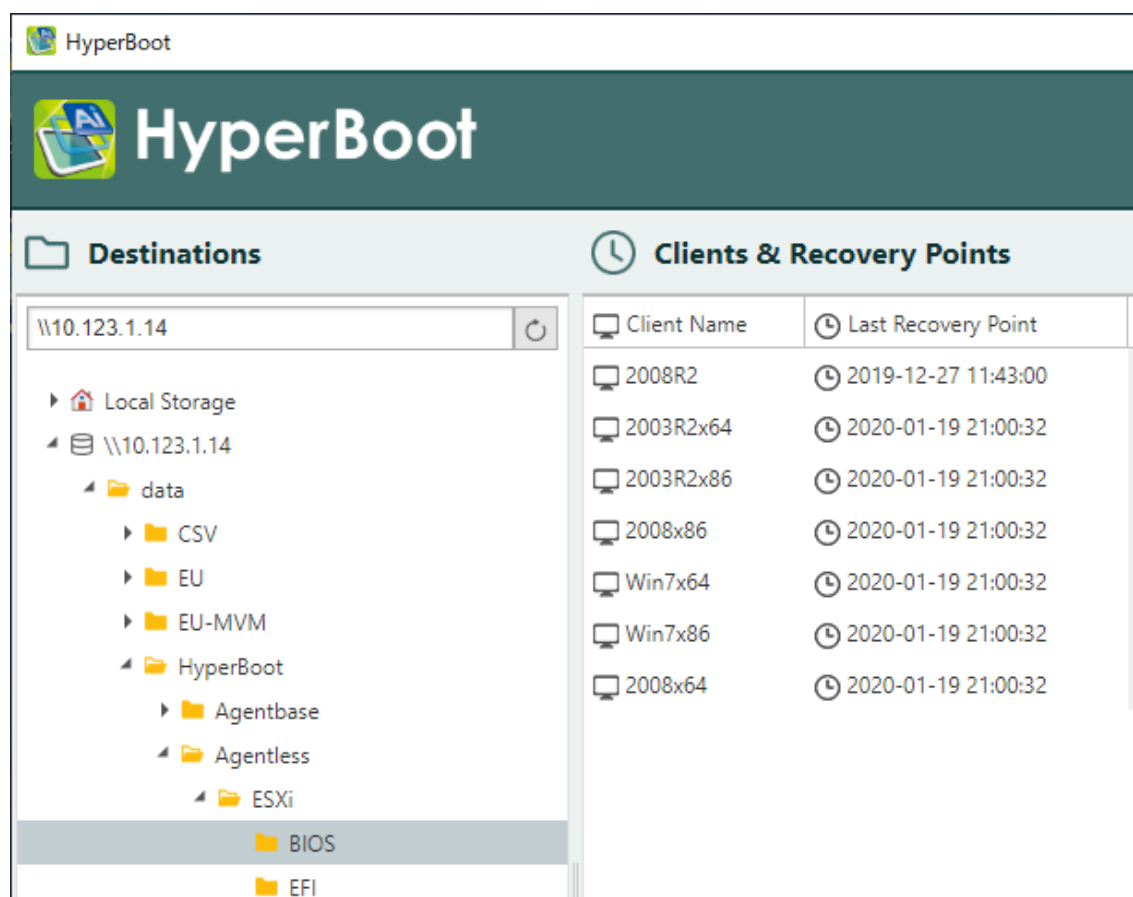 HyperBoot
Ai HyperBoot
Destinations
\\10.123.1.14
Local Storage
\\10.123.1.14
data
CSV
EU
EU-MVM
HyperBoot
Agentbase
Agentless
ESXi
BIOS
EFI
Clients & Recovery Points
Client Name Last Recovery Point
2008R2 2019-12-27 11:43:00
2003R2x64 2020-01-19 21:00:32
2003R2x86 2020-01-19 21:00:32
2008x86 2020-01-19 21:00:32
Win7x64 2020-01-19 21:00:32
Win7x86 2020-01-19 21:00:32
2008x64 2020-01-19 21:00:32